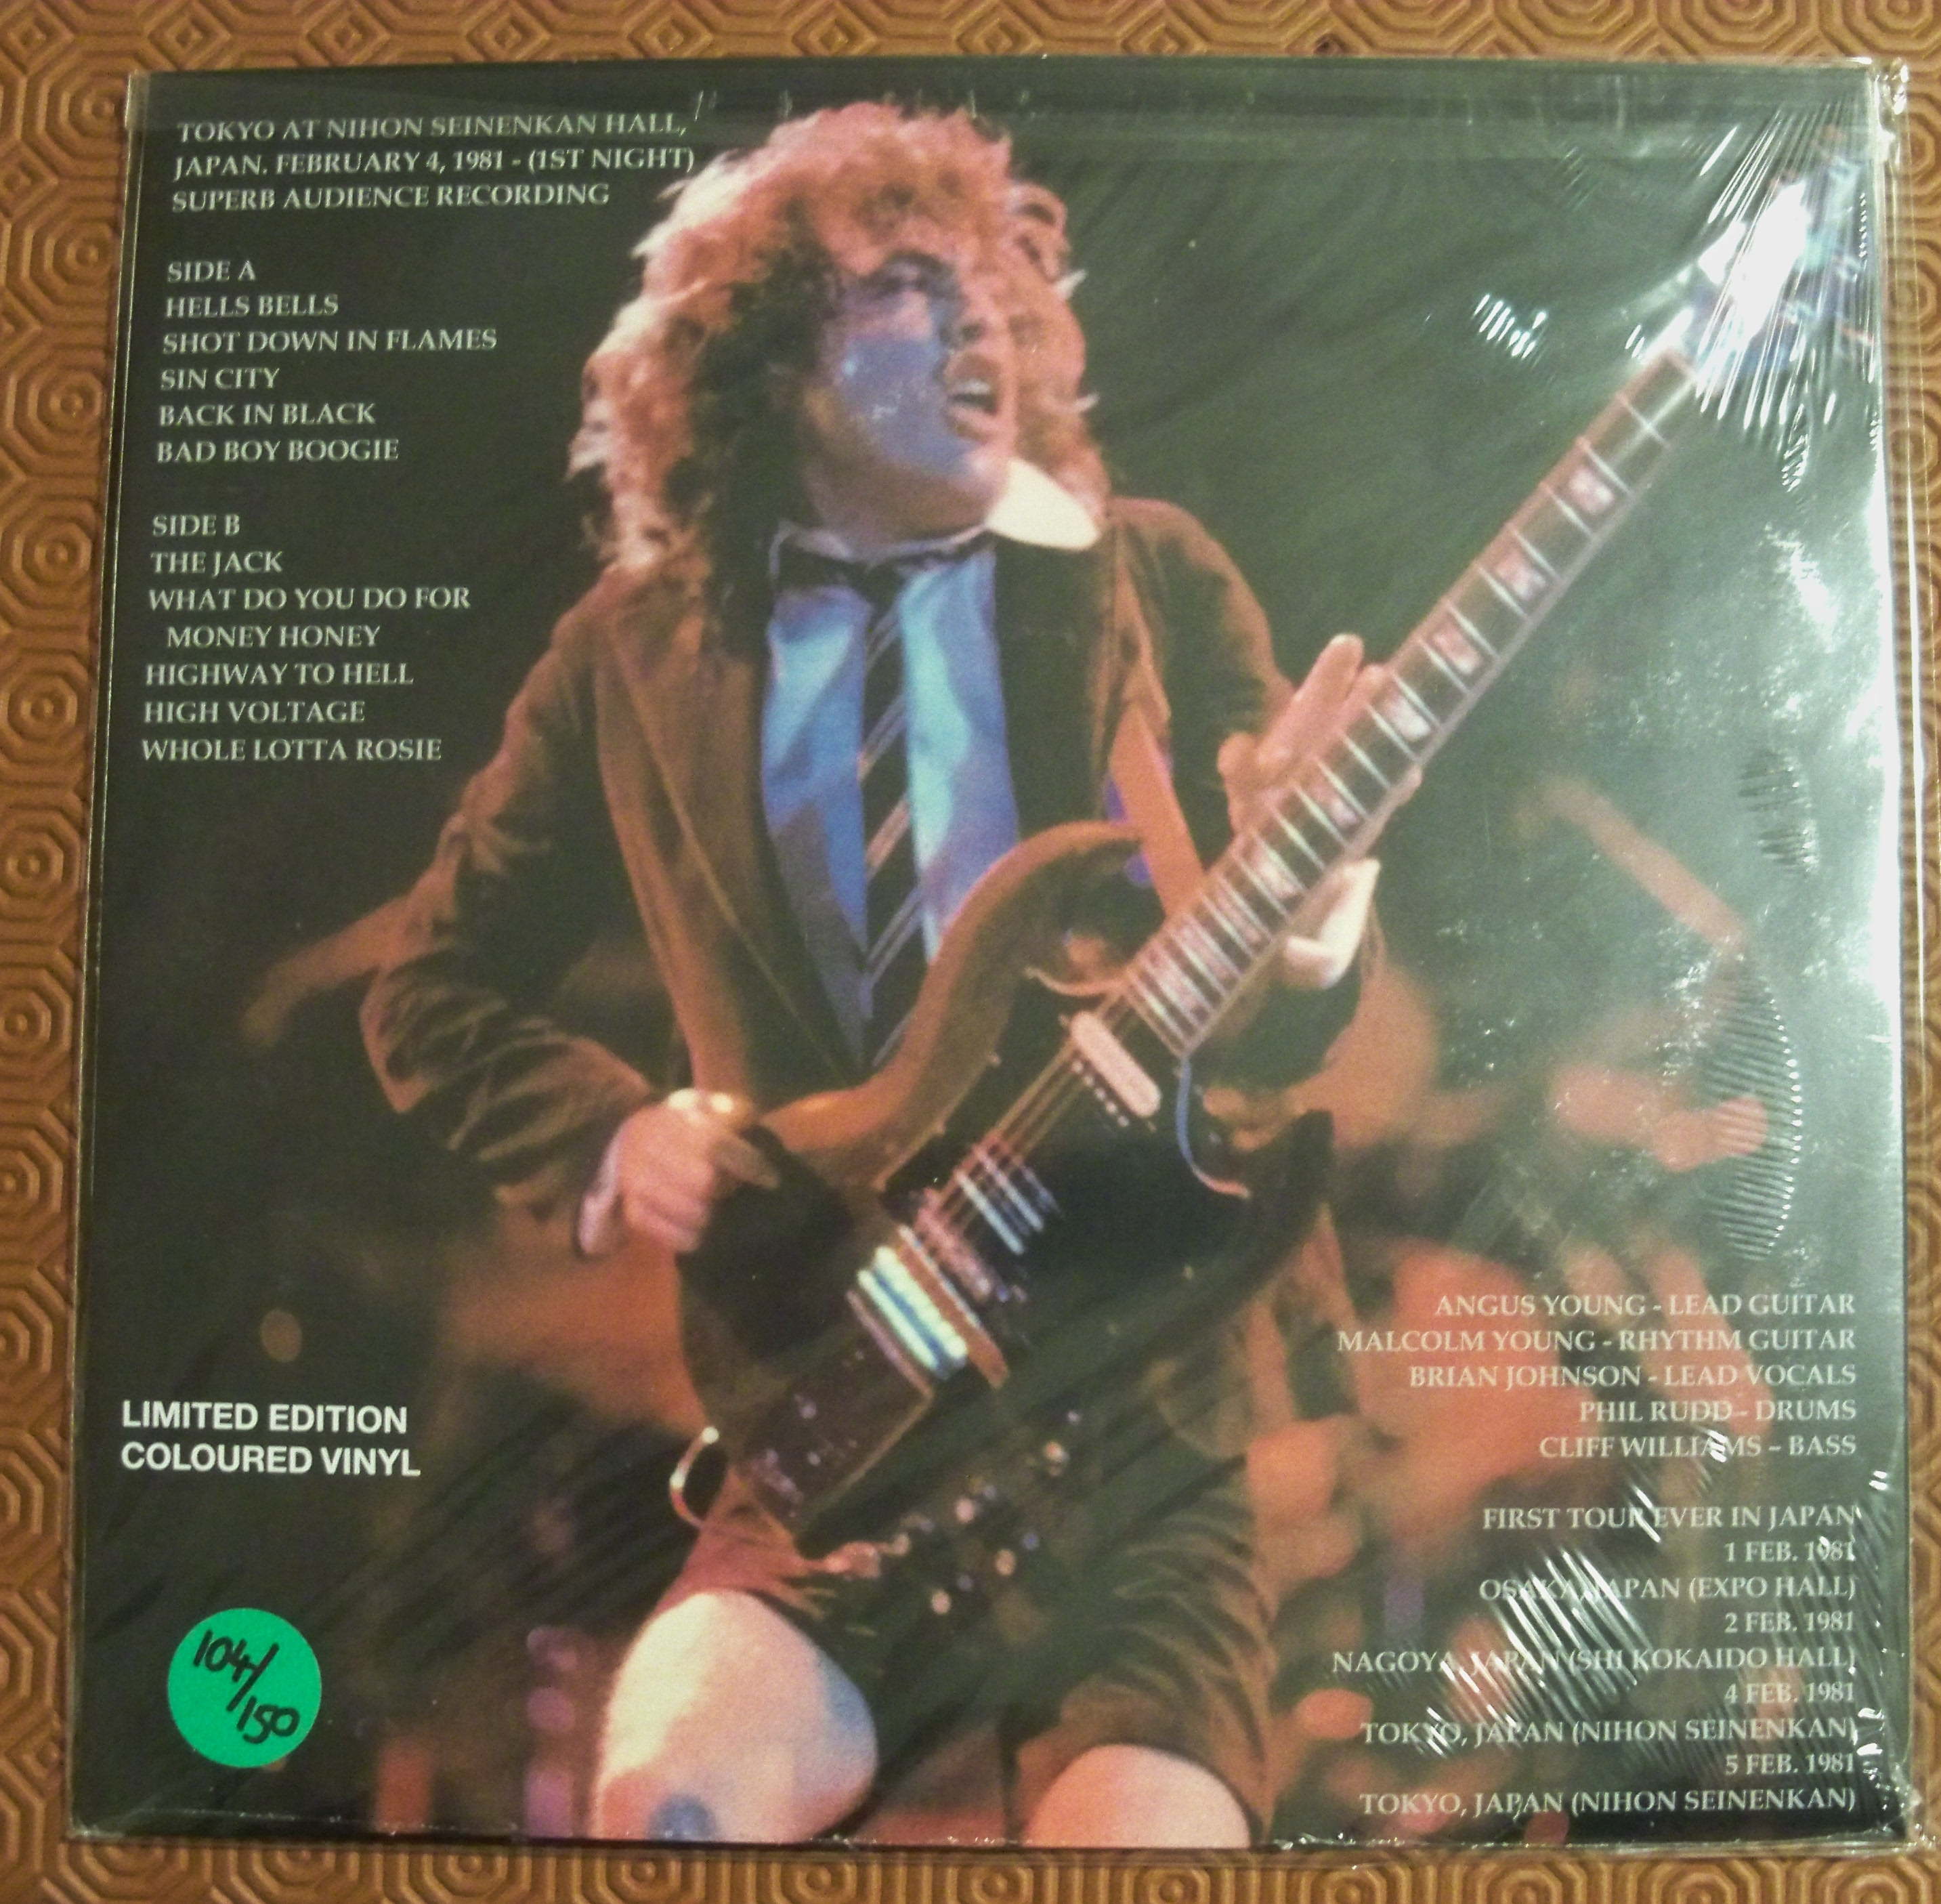 TOKYO AT NIHON SEINENKAN HALL,
JAPAN. FEBRUARY 4, 1981 - (1ST NIGHT)
SUPERB AUDIENCE RECORDING
SIDE A
HELLS BELLS
SHOT DOWN IN FLAMES
SIN CITY
BACK IN BLACK
BAD BOY BOOGIE
SIDE B
THE JACK
WHAT DO YOU DO FOR
MONEY HONEY
HIGHWAY TO HELL
HIGH VOLTAGE
WHOLE LOTTA ROSIE
LIMITED EDITION
COLOURED VINYL
104/150
ANGUS YOUNG - LEAD GUITAR
MALCOLM YOUNG - RHYTHM GUITAR
BRIAN JOHNSON - LEAD VOCALS
PHIL RUDD - DRUMS
CLIFF WILLIAMS - BASS
FIRST TOUR EVER IN JAPAN
1 FEB. 1981
OSAKA, JAPAN (EXPO HALL)
2 FEB. 1981
NAGOYA, JAPAN (SHI KOKAIDO HALL)
4 FEB. 1981
TOKYO, JAPAN (NIHON SEINENKAN)
5 FEB. 1981
TOKYO, JAPAN (NIHON SEINENKAN)